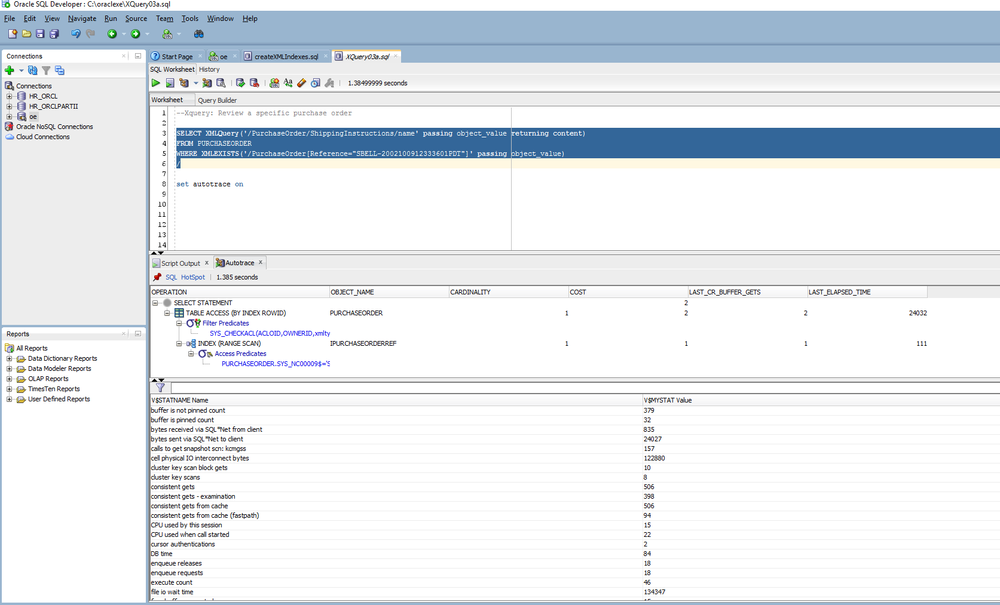 Oracle SQL Developer : C:\oraclexe\XQuery03a.sql
File Edit View Navigate Run Source Team Tools Window Help
Connections
Connections
HR_ORCL
HR_ORCLPARTII
oe
Oracle NoSQL Connections
Cloud Connections
Reports
All Reports
Data Dictionary Reports
Data Modeler Reports
OLAP Reports
TimesTen Reports
User Defined Reports
Start Page oe createXMLIndexes.sql XQuery03a.sql
SQL Worksheet History
1.38499999 seconds
Worksheet Query Builder
1 --Xquery: Review a specific purchase order
2
3 SELECT XMLQuery('/PurchaseOrder/ShippingInstructions/name' passing object_value returning content)
4 FROM PURCHASEORDER
5 WHERE XMLEXISTS('/PurchaseOrder[Reference="SBELL-2002100912333601PDT"]' passing object_value)
6 /
7
8 set autotrace on
9
10
11
12
13
14
Script Output x Autotrace x
SQL HotSpot | 1.385 seconds
OPERATION OBJECT_NAME CARDINALITY COST LAST_CR_BUFFER_GETS LAST_ELAPSED_TIME
SELECT STATEMENT 2
TABLE ACCESS (BY INDEX ROWID) PURCHASEORDER 1 2 2 24032
Filter Predicates
SYS_CHECKACL(ACLOID,OWNERID,xmlty
INDEX (RANGE SCAN) IPURCHASEORDERREF 1 1 1 111
Access Predicates
PURCHASEORDER.SYS_NC00009$='S
V$STATNAME Name V$MYSTAT Value
buffer is not pinned count 379
buffer is pinned count 32
bytes received via SQL*Net from client 835
bytes sent via SQL*Net to client 24027
calls to get snapshot scn: kcmgss 157
cell physical IO interconnect bytes 122880
cluster key scan block gets 10
cluster key scans 8
consistent gets 506
consistent gets - examination 398
consistent gets from cache 506
consistent gets from cache (fastpath) 94
CPU used by this session 15
CPU used when call started 22
cursor authentications 2
DB time 84
enqueue releases 18
enqueue requests 18
execute count 46
file io wait time 134347